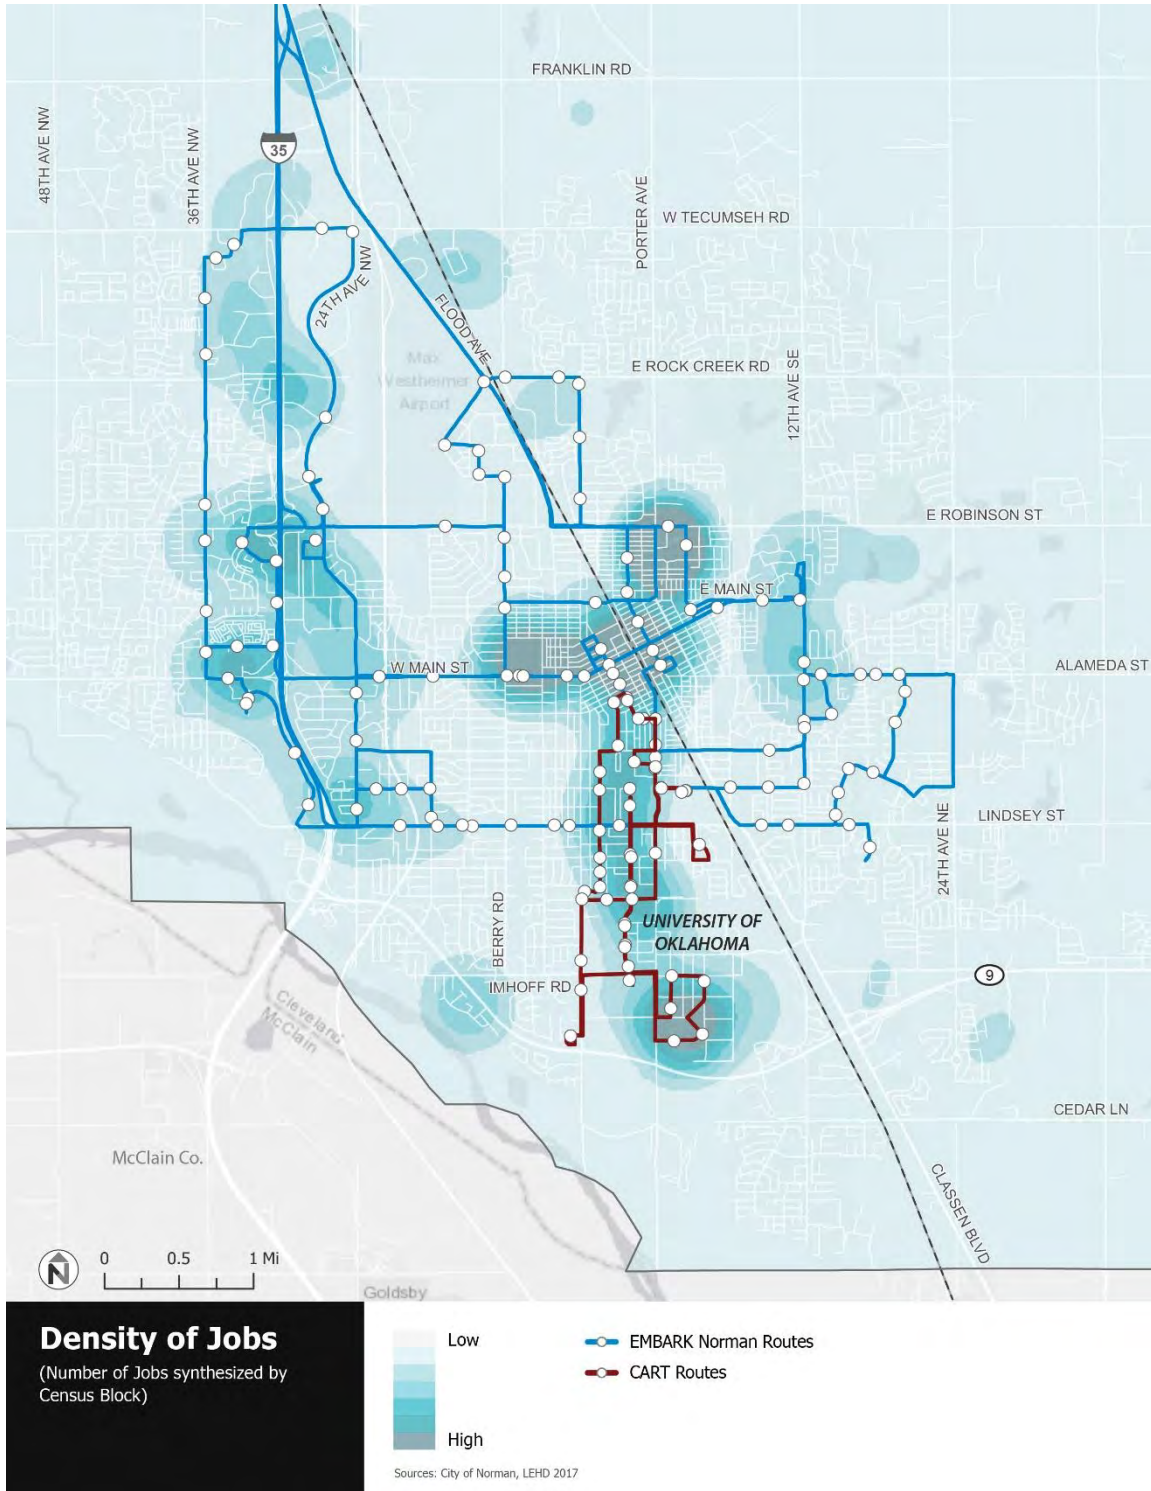 FRANKLIN RD
48TH AVE NW
36TH AVE NW
35
PORTER AVE
W TECUMSEH RD
24TH AVE NW
FLOOD AVE
Max
Westheimer
Airport
E ROCK CREEK RD
12TH AVE SE
E ROBINSON ST
E MAIN ST
W MAIN ST
ALAMEDA ST
LINDSEY ST
24TH AVE NE
BERRY RD
UNIVERSITY OF
OKLAHOMA
IMHOFF RD
9
Cleveland
McClain
CEDAR LN
McClain Co.
CLASSEN BLVD
N
0 0.5 1 Mi
Goldsby
Density of Jobs
(Number of Jobs synthesized by
Census Block)
Low
High
EMBARK Norman Routes
CART Routes
Sources: City of Norman, LEHD 2017